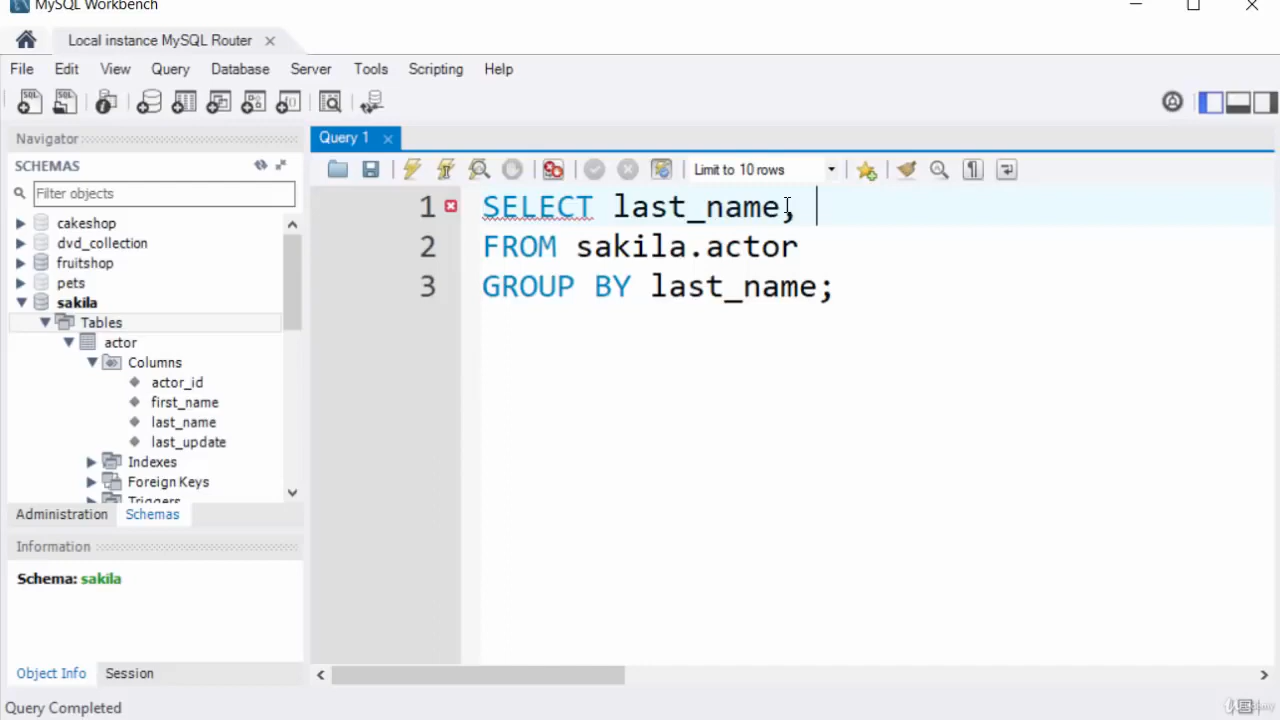 MySQL Workbench
Local instance MySQL Router
File Edit View Query Database Server Tools Scripting Help
Navigator
SCHEMAS
Filter objects
cakeshop
dvd_collection
fruitshop
pets
sakila
Tables
actor
Columns
actor_id
first_name
last_name
last_update
Indexes
Foreign Keys
Triggers
Administration Schemas
Information
Schema: sakila
Object Info Session
Query Completed
Query 1
Limit to 10 rows
1 SELECT last_name,
2 FROM sakila.actor
3 GROUP BY last_name;